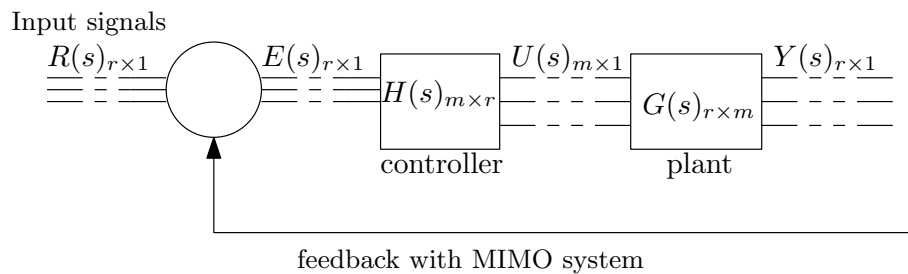 Input signals
R(s)_{r×1} E(s)_{r×1} U(s)_{m×1} Y(s)_{r×1}
H(s)_{m×r} G(s)_{r×m}
controller plant
feedback with MIMO system